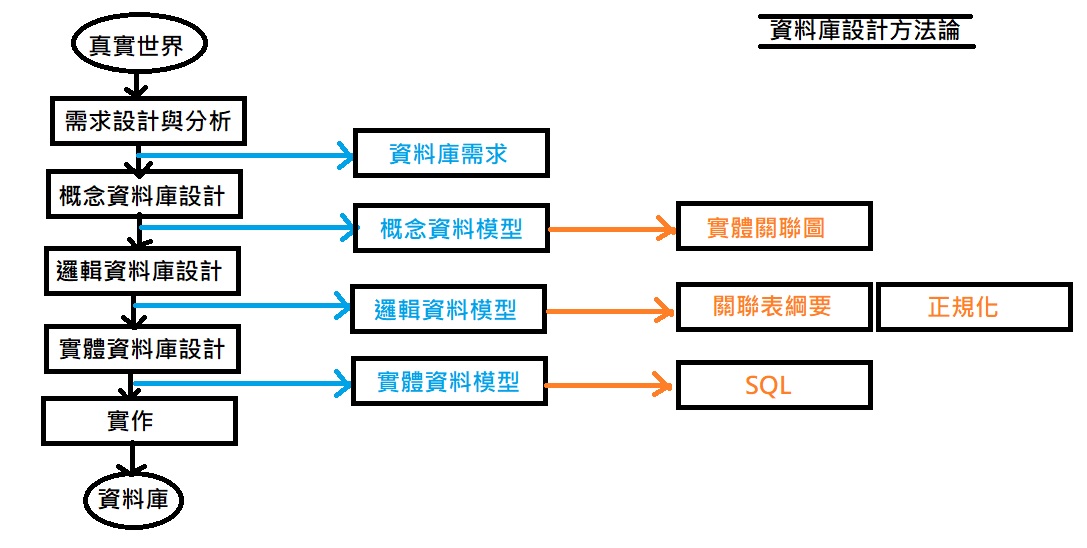 資料庫設計方法論
真實世界
需求設計與分析
資料庫需求
概念資料庫設計
概念資料模型
實體關聯圖
邏輯資料庫設計
邏輯資料模型
關聯表綱要
正規化
實體資料庫設計
實體資料模型
SQL
實作
資料庫